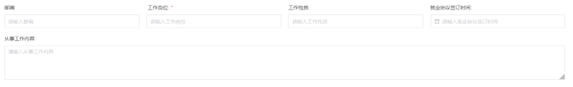 邮编 工作岗位: * 工作性质: 就业协议签订时间:
请输入邮编 请输入工作岗位 请输入工作性质 请输入就业协议签订时间
从事工作内容:
请输入从事工作内容